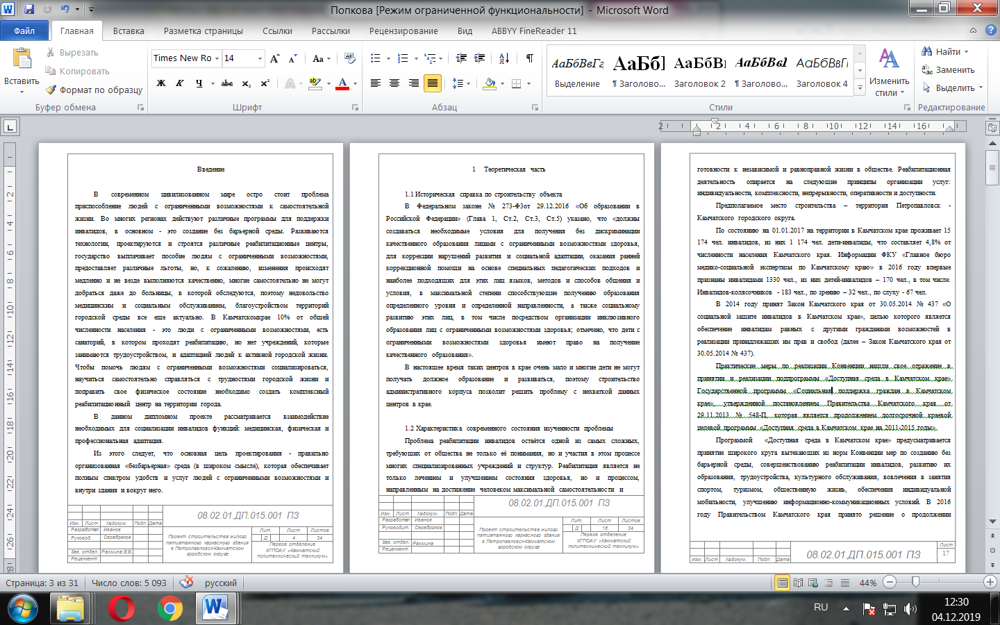 Попкова [Режим ограниченной функциональности] - Microsoft Word
Файл Главная Вставка Разметка страницы Ссылки Рассылки Рецензирование Вид ABBYY FineReader 11
Вставить
Вырезать
Копировать
Формат по образцу
Буфер обмена
Times New Ro 14
Шрифт
Абзац
АаБбВвГг АаБбІ АаБбВı АаБбВвІ АаБбВвГІ
Выделение ¶ Заголово... Заголовок 2 ¶ Заголово... Заголовок 4
Стили
Изменить стили
Найти
Заменить
Выделить
Редактирование
Введение
В современном цивилизованном мире остро стоит проблема
приспособление людей с ограниченными возможностями к самостоятельной
жизни. Во многих регионах действуют различные программы для поддержки
инвалидов, в основном - это создание без барьерной среды. Развиваются
технологии, проектируются и строятся различные реабилитационные центры,
государство выплачивает пособие людям с ограниченными возможностями,
предоставляет различные льготы, но, к сожалению, изменения происходят
медленно и не везде выполняются качественно, многие самостоятельно не могут
добраться даже до больницы, в которой обследуются, поэтому недовольство
медицинским и социальным обслуживанием, благоустройством территорий
городской среды все еще актуально. В Камчатскомкрае 10% от общей
численности населения - это люди с ограниченными возможностями, есть
санаторий, в котором проходят реабилитацию, но нет учреждений, которые
занимаются трудоустройством, и адаптацией людей к активной городской жизни.
Чтобы помочь людям с ограниченными возможностями социализироваться,
научиться самостоятельно справляться с трудностями городской жизни и
поправить свое физическое состояние необходимо создать комплексный
реабилитационный центр на территории города.
В данном дипломном проекте рассматривается взаимодействие
необходимых для социализации инвалидов функций: медицинская, физическая и
профессиональная адаптация.
Из этого следует, что основная цель проектирования - правильно
организованная «безбарьерная» среда (в широком смысле), которая обеспечивает
полным спектром удобств и услуг людей с ограниченными возможностями и
внутри здания и вокруг него.
08.02.01.ДП.015.001 ПЗ
Изм. Лист №докум. Подп. Дата
Разработал Иванов
Руковод. Серебряков
Зав. отдел. Рахмина Е.В.
Рецензент
Проект строительства жилого
пятиэтажного каркасного здания
в Петропавловск-Камчатском
городском округе
Лит. Лист Листов
Д 4 34
Первое отделение
КГПОАУ «Камчатский
политехнический техникум»
1 Теоретическая часть
1.1 Историческая справка по строительству объекта
В Федеральном законе № 273-ФЗот 29.12.2016 «Об образовании в
Российской Федерации» (Глава 1, Ст.2, Ст.3, Ст.5) указано, что «должны
создаваться необходимые условия для получения без дискриминации
качественного образования лицами с ограниченными возможностями здоровья,
для коррекции нарушений развития и социальной адаптации, оказания ранней
коррекционной помощи на основе специальных педагогических подходов и
наиболее подходящих для этих лиц языков, методов и способов общения и
условия, в максимальной степени способствующие получению образования
определенного уровня и определенной направленности, а также социальному
развитию этих лиц, в том числе посредством организации инклюзивного
образования лиц с ограниченными возможностями здоровья; отмечено, что дети с
ограниченными возможностями здоровья имеют право на получение
качественного образования».
В настоящее время таких центров в крае очень мало и многие дети не могут
получать должное образование и развиваться, поэтому строительство
административного корпуса позволит решить проблему с нехваткой данных
центров в крае.
1.2 Характеристика современного состояния изученности проблемы
Проблема реабилитации инвалидов остаётся одной из самых сложных,
требующих от общества не только её понимания, но и участия в этом процессе
многих специализированных учреждений и структур. Реабилитация является не
только лечением и улучшением состояния здоровья, но и процессом,
направленным на достижение человеком максимальной самостоятельности и
08.02.01.ДП.015.001 ПЗ
Изм. Лист №докум. Подп. Дата
Разработал Иванов
Руководит. Серебряков
Зав. отдел. Рахмина
Рецензент
Проект строительства жилого
пятиэтажного каркасного здания
в Петропавловск-Камчатском
городском округе
Лит. Лист Листов
Д 16 34
Первое отделение
КГПОАУ «Камчатский
политехнический техникум»
готовности к независимой и равноправной жизни в обществе. Реабилитационная
деятельность опирается на следующие принципы организации услуг:
индивидуальности, комплексности, непрерывности, оперативности и доступности.
Предполагаемое место строительства – территория Петропавловск -
Камчатского городского округа.
По состоянию на 01.01.2017 на территории в Камчатском крае проживает 15
174 чел. инвалидов, из них 1 174 чел. дети-инвалиды, что составляет 4,8% от
численности населения Камчатского края. Информации ФКУ «Главное бюро
медико-социальной экспертизы по Камчатскому краю» в 2016 году впервые
признаны инвалидами 1330 чел., из них детей-инвалидов – 170 чел., в том числе:
Инвалидов-колясочников - 183 чел., по зрению – 32 чел., по слуху - 67 чел.
В 2014 году принят Закон Камчатского края от 30.05.2014 № 437 «О
социальной защите инвалидов в Камчатском крае», целью которого является
обеспечение инвалидам равных с другими гражданами возможностей в
реализации принадлежащих им прав и свобод (далее – Закон Камчатского края от
30.05.2014 № 437).
Практические меры по реализации Конвенции нашли свое отражение в
принятии и реализации подпрограммы «Доступная среда в Камчатском крае»
Государственной программы «Социальная поддержка граждан в Камчатском
крае», утвержденной постановлением Правительства Камчатского края от
29.11.2013 № 548-П, которая является продолжением долгосрочной краевой
целевой программы «Доступная среда в Камчатском крае на 2011-2015 годы».
Программой «Доступная среда в Камчатском крае» предусматривается
принятие широкого круга вытекающих из норм Конвенции мер по созданию без
барьерной среды, совершенствованию реабилитации инвалидов, развитию их
образования, трудоустройства, культурного обслуживания, вовлечения в занятия
спортом, туризмом, общественную жизнь, обеспечения индивидуальной
мобильности, улучшению информационно-коммуникационных условий. В 2016
году Правительством Камчатского края принято решение о продолжении
Изм. Лист №докум. Подп. Дата
08.02.01.ДП.015.001 ПЗ
Лист
17
Страница: 3 из 31 Число слов: 5 093 русский 44%
RU 12:30
04.12.2019